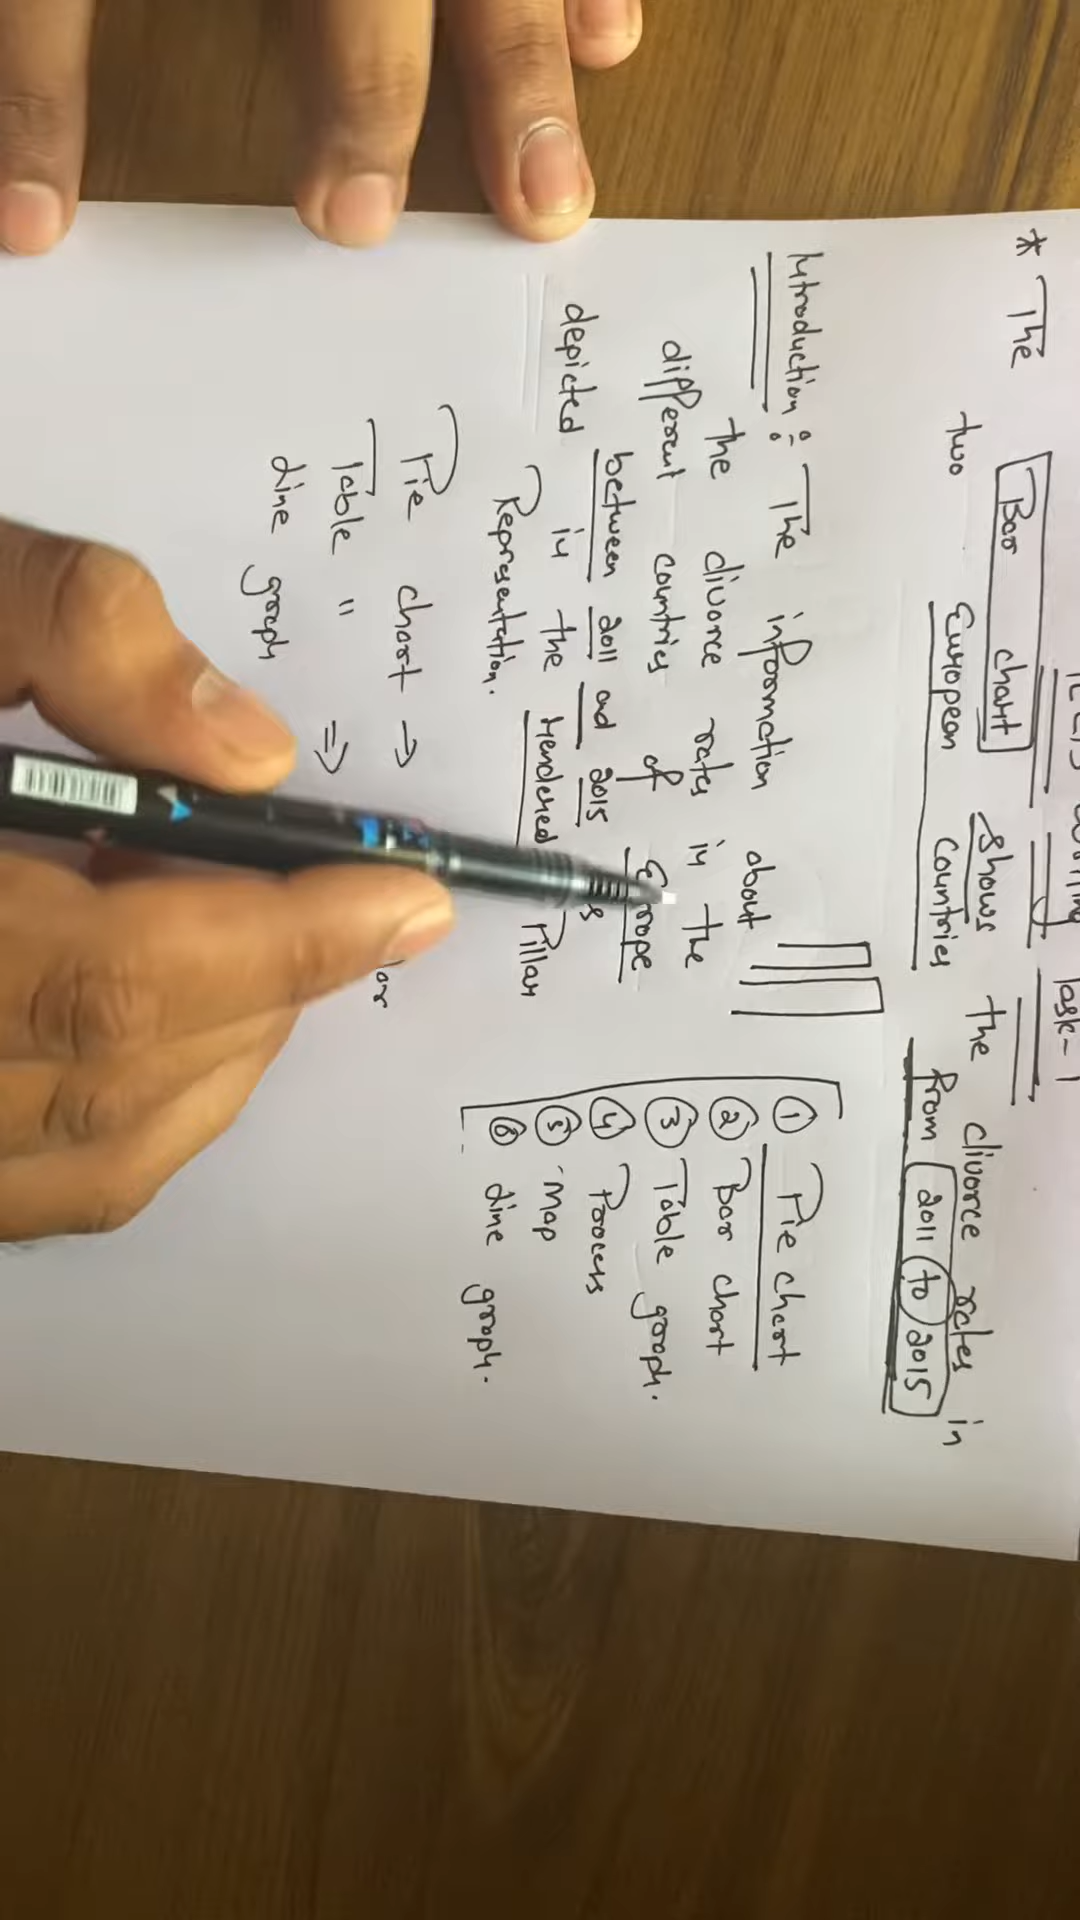 IELTS Writing Task-1
* The Bar chart shows the divorce rates in
two European countries from 2011 to 2015
Introduction: The information about
the divorce rates in the
different countries of Europe
between 2011 and 2015
depicted in the rendered Pillar
Representation.
Pie chart →
Table " ⇒
Line graph
① Pie chart
② Bar chart
③ Table graph.
④ Process
⑤ Map
⑥ Line graph.